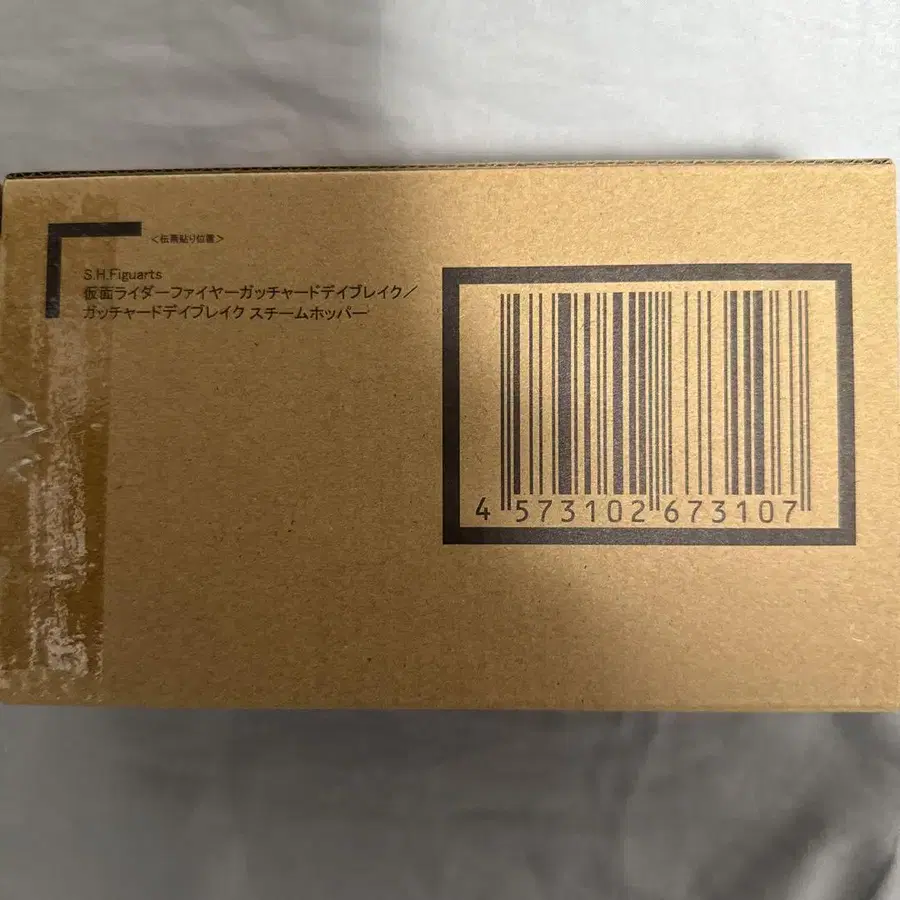 <伝票貼り位置>
S.H.Figuarts
仮面ライダーファイヤーガッチャードデイブレイク／
ガッチャードデイブレイク スチームホッパー
4 573102 673107